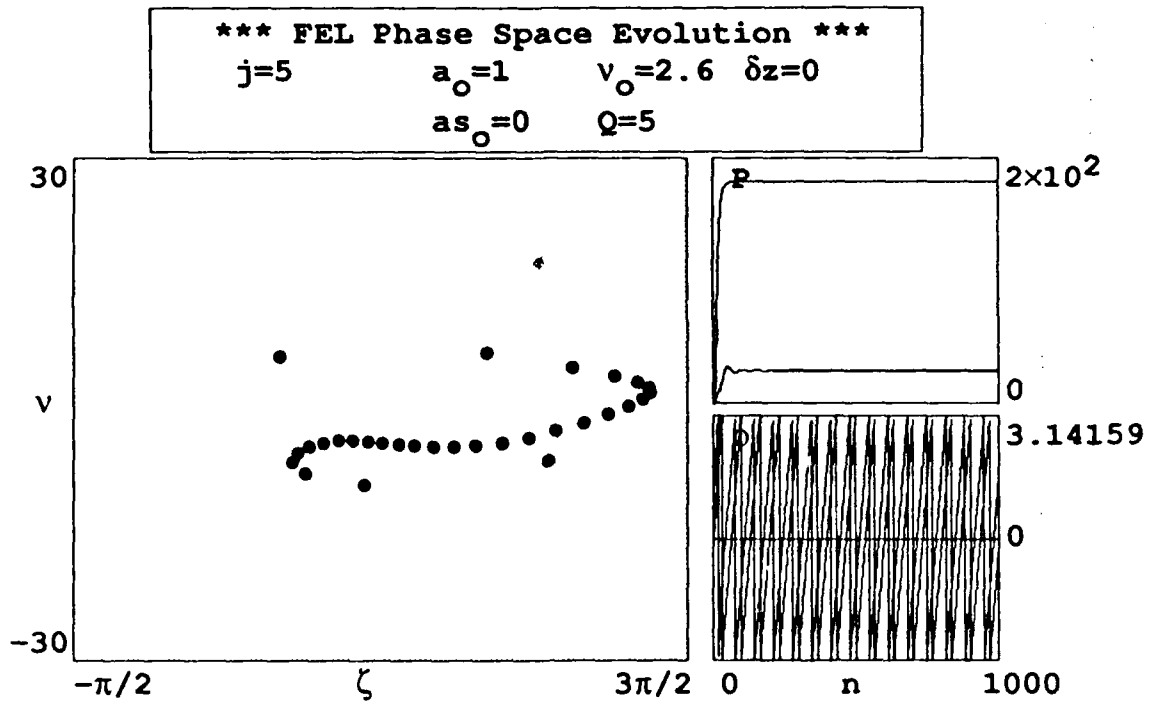 *** FEL Phase Space Evolution ***
j=5 a₀=1 ν₀=2.6 δz=0
as₀=0 Q=5
30
ν
-30
-π/2 ζ 3π/2
P
2×10²
0
3.14159
0
0 n 1000